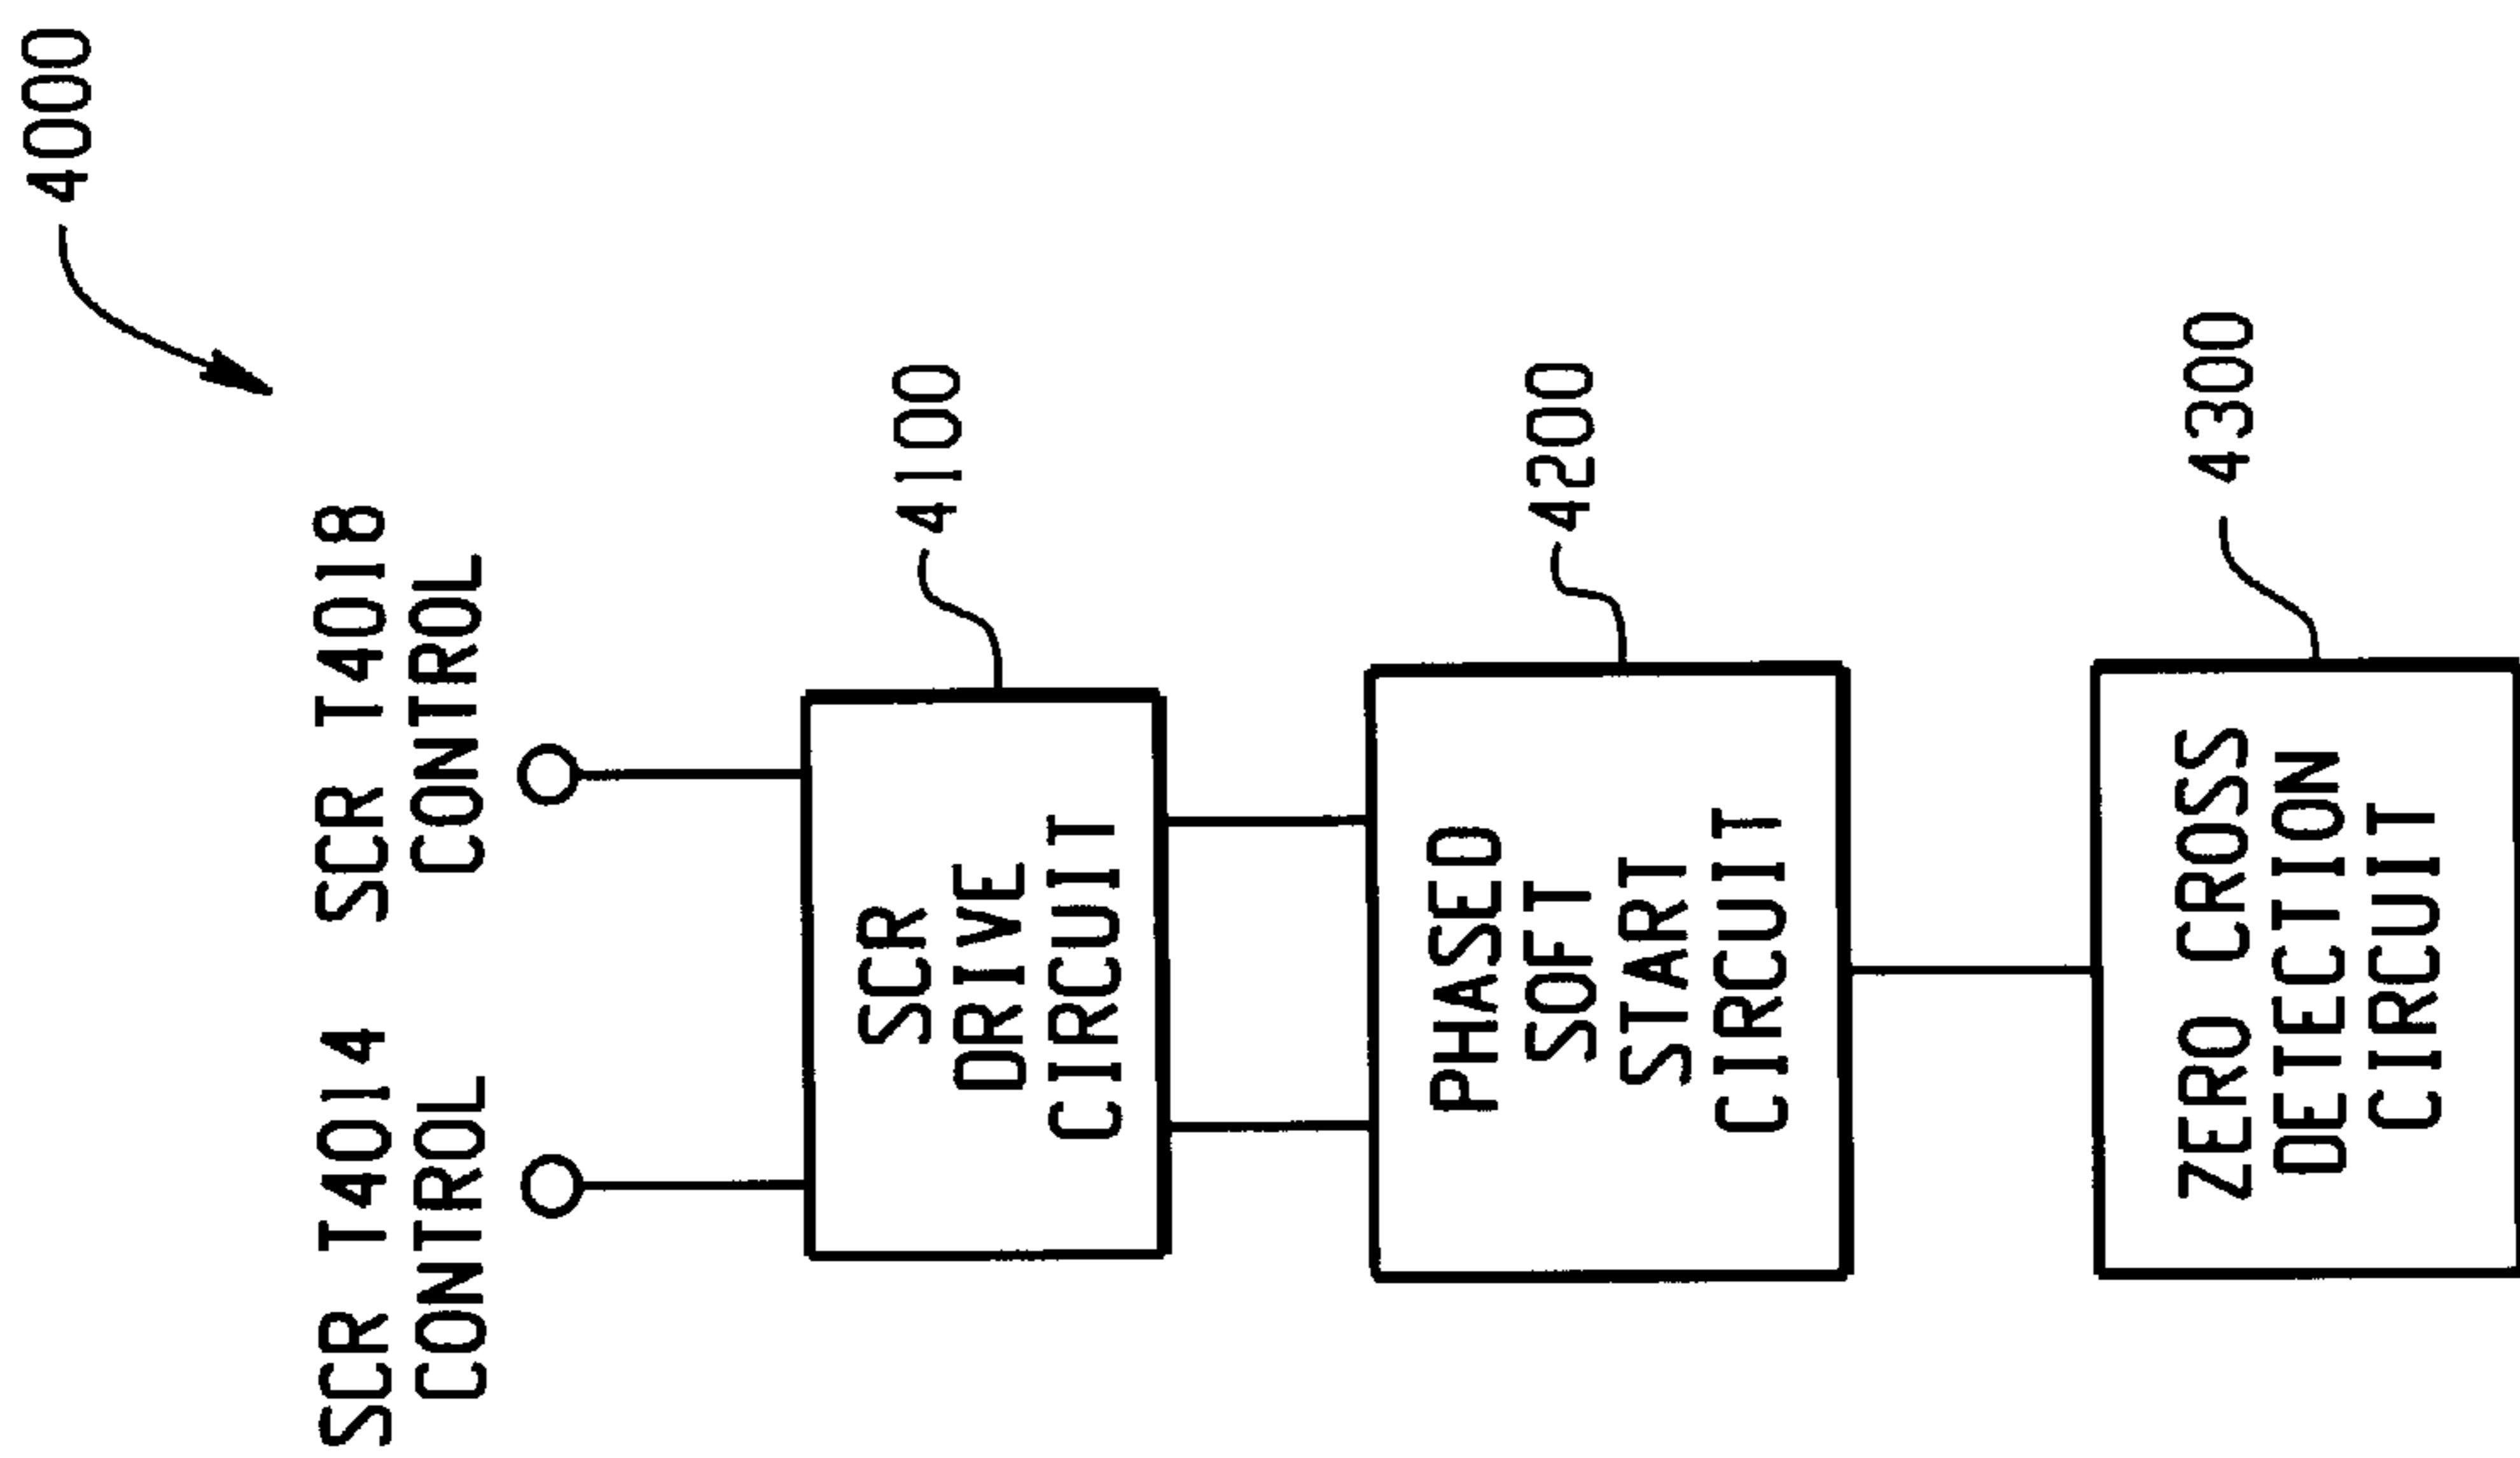 4000
SCR T4014
CONTROL
SCR T4018
CONTROL
4100
SCR
DRIVE
CIRCUIT
4200
PHASED
SOFT
START
CIRCUIT
4300
ZERO CROSS
DETECTION
CIRCUIT